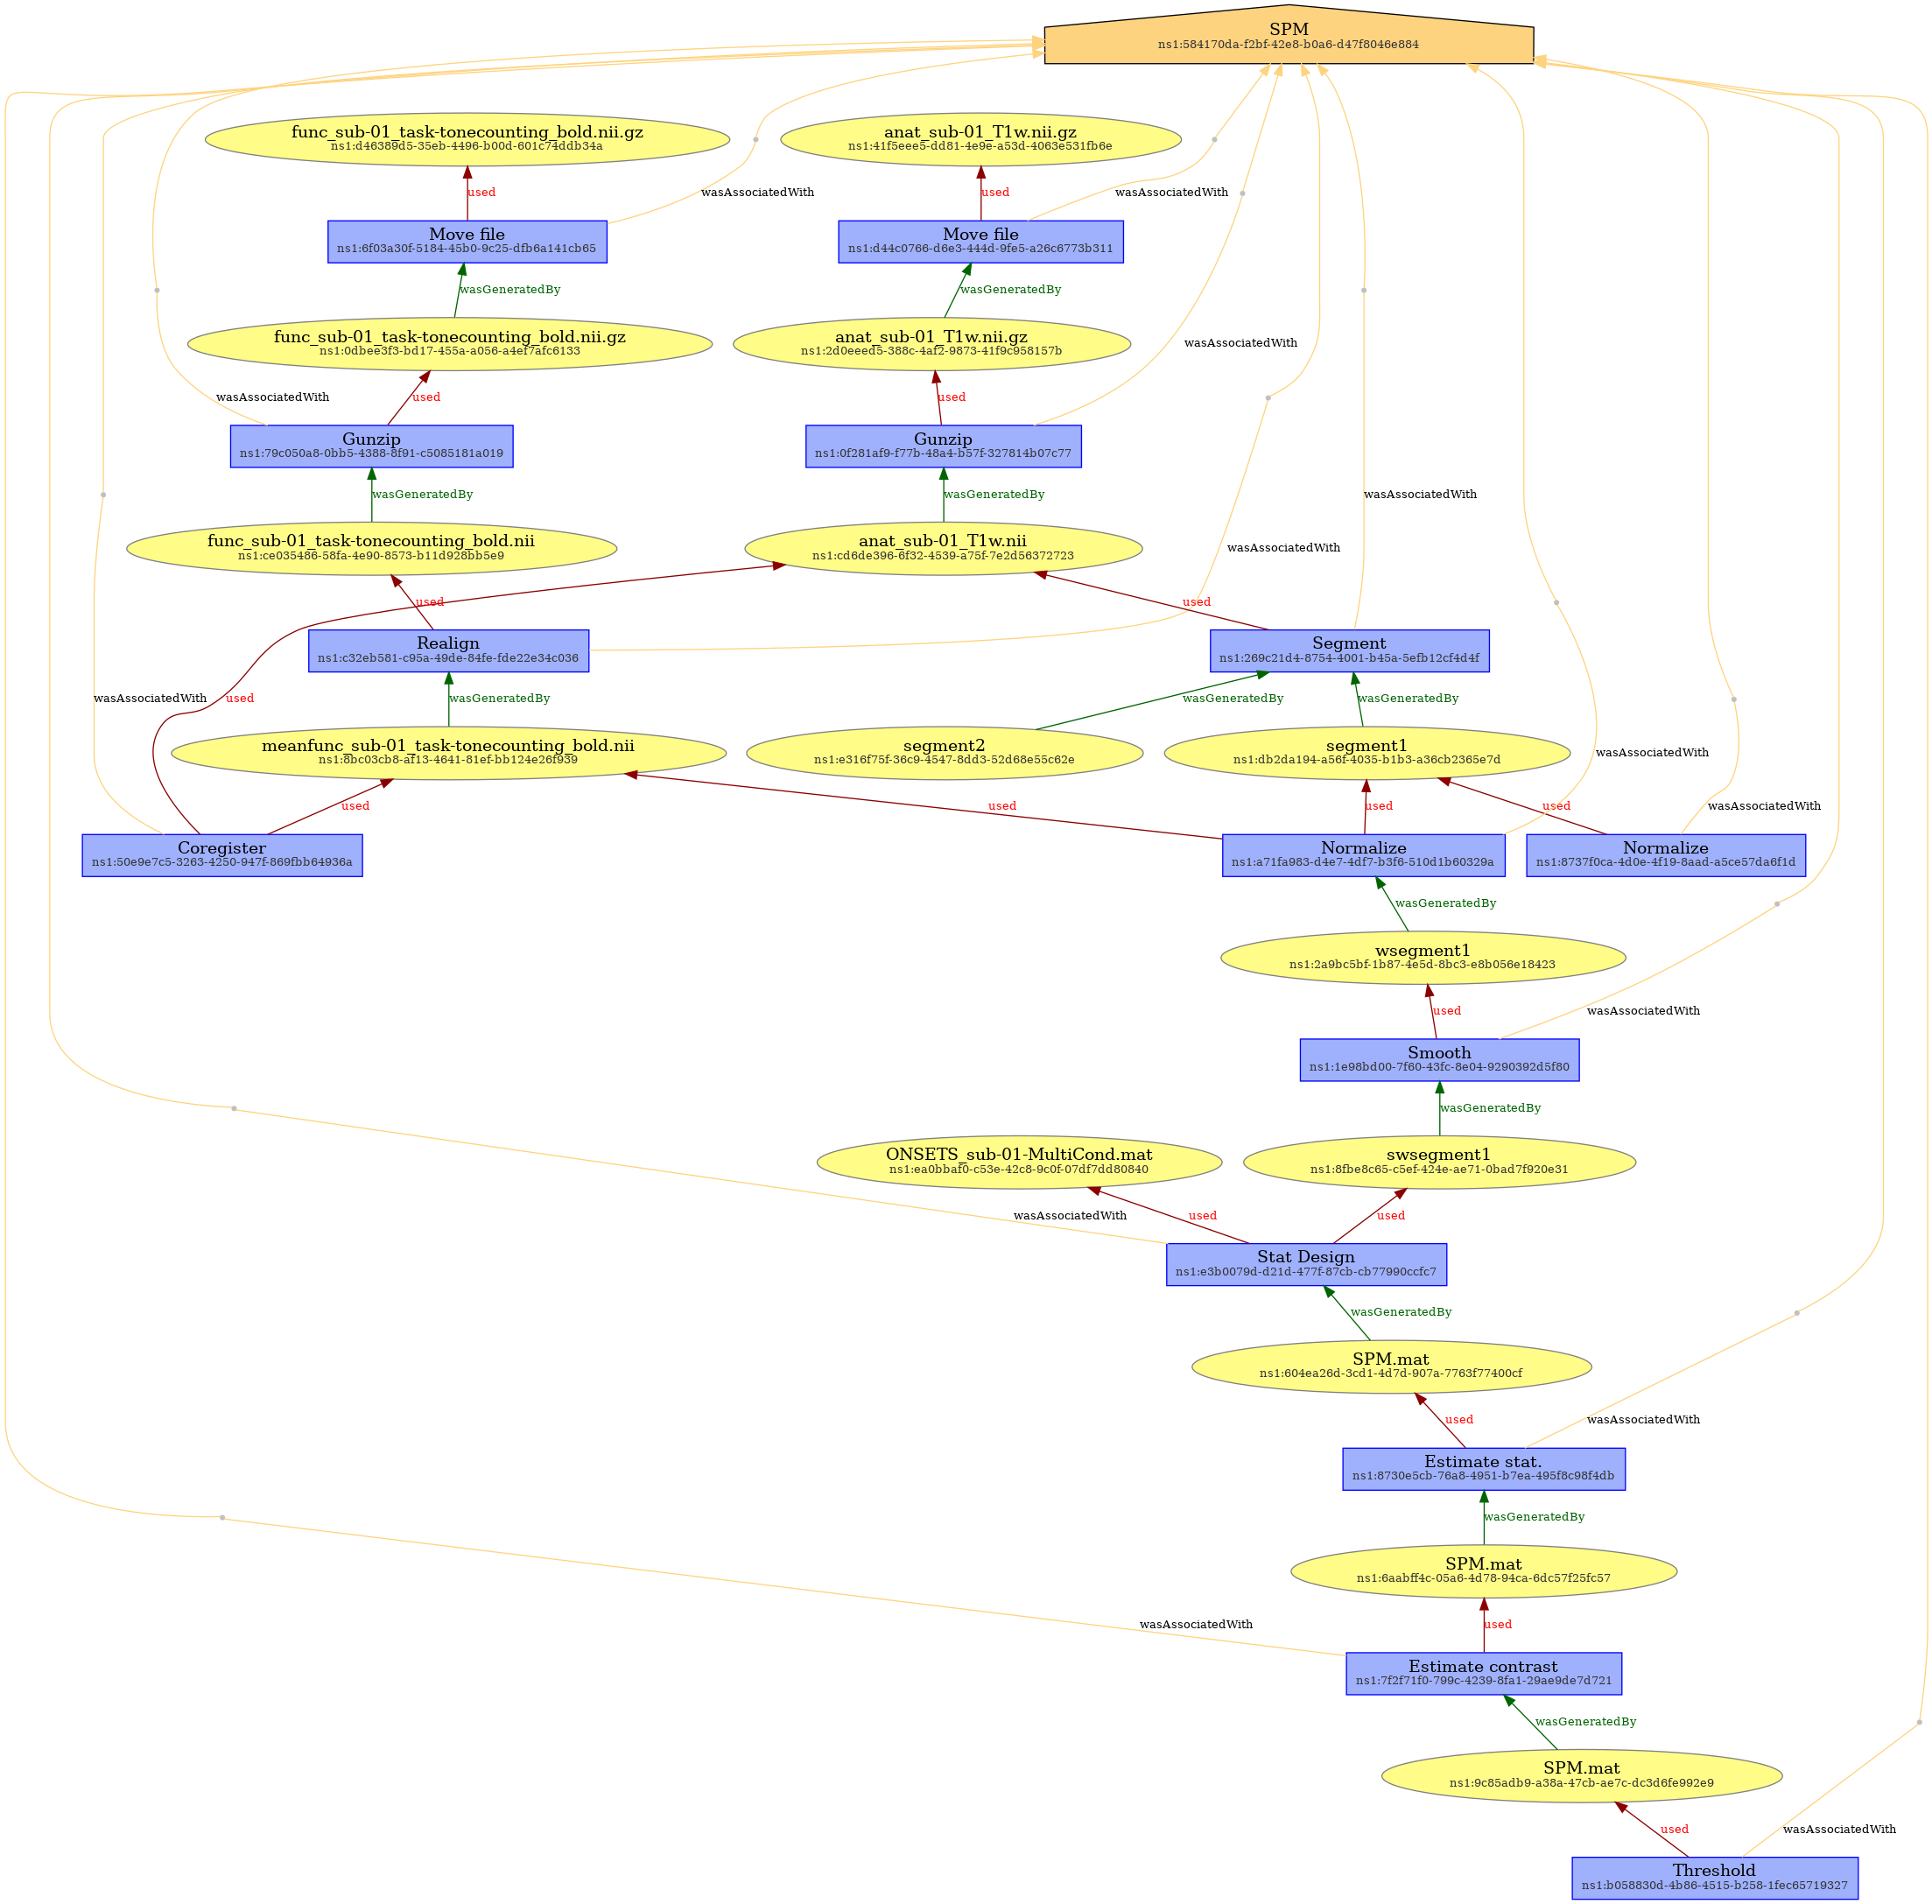 SPM
ns1:584170da-f2bf-42e8-b0a6-d47f8046e884
func_sub-01_task-tonecounting_bold.nii.gz
ns1:d46389d5-35eb-4496-b00d-601c74ddb34a
anat_sub-01_T1w.nii.gz
ns1:41f5eee5-dd81-4e9e-a53d-4063e531fb6e
used
wasAssociatedWith
used
wasAssociatedWith
Move file
ns1:6f03a30f-5184-45b0-9c25-dfb6a141cb65
Move file
ns1:d44c0766-d6e3-444d-9fe5-a26c6773b311
wasGeneratedBy
wasGeneratedBy
func_sub-01_task-tonecounting_bold.nii.gz
ns1:0dbee3f3-bd17-455a-a056-a4ef7afc6133
anat_sub-01_T1w.nii.gz
ns1:2d0eeed5-388c-4af2-9873-41f9c958157b
wasAssociatedWith
wasAssociatedWith
used
used
Gunzip
ns1:79c050a8-0bb5-4388-8f91-c5085181a019
Gunzip
ns1:0f281af9-f77b-48a4-b57f-327814b07c77
wasGeneratedBy
wasGeneratedBy
wasAssociatedWith
func_sub-01_task-tonecounting_bold.nii
ns1:ce035486-58fa-4e90-8573-b11d928bb5e9
anat_sub-01_T1w.nii
ns1:cd6de396-6f32-4539-a75f-7e2d56372723
wasAssociatedWith
used
used
Realign
ns1:c32eb581-c95a-49de-84fe-fde22e34c036
Segment
ns1:269c21d4-8754-4001-b45a-5efb12cf4d4f
wasAssociatedWith
used
wasGeneratedBy
wasGeneratedBy
wasGeneratedBy
meanfunc_sub-01_task-tonecounting_bold.nii
ns1:8bc03cb8-af13-4641-81ef-bb124e26f939
segment2
ns1:e316f75f-36c9-4547-8dd3-52d68e55c62e
segment1
ns1:db2da194-a56f-4035-b1b3-a36cb2365e7d
wasAssociatedWith
used
used
used
used
wasAssociatedWith
Coregister
ns1:50e9e7c5-3263-4250-947f-869fbb64936a
Normalize
ns1:a71fa983-d4e7-4df7-b3f6-510d1b60329a
Normalize
ns1:8737f0ca-4d0e-4f19-8aad-a5ce57da6f1d
wasGeneratedBy
wsegment1
ns1:2a9bc5bf-1b87-4e5d-8bc3-e8b056e18423
used
wasAssociatedWith
Smooth
ns1:1e98bd00-7f60-43fc-8e04-9290392d5f80
wasGeneratedBy
ONSETS_sub-01-MultiCond.mat
ns1:ea0bbaf0-c53e-42c8-9c0f-07df7dd80840
swsegment1
ns1:8fbe8c65-c5ef-424e-ae71-0bad7f920e31
wasAssociatedWith
used
used
Stat Design
ns1:e3b0079d-d21d-477f-87cb-cb77990ccfc7
wasGeneratedBy
SPM.mat
ns1:604ea26d-3cd1-4d7d-907a-7763f77400cf
used
wasAssociatedWith
Estimate stat.
ns1:8730e5cb-76a8-4951-b7ea-495f8c98f4db
wasGeneratedBy
SPM.mat
ns1:6aabff4c-05a6-4d78-94ca-6dc57f25fc57
wasAssociatedWith
used
Estimate contrast
ns1:7f2f71f0-799c-4239-8fa1-29ae9de7d721
wasGeneratedBy
SPM.mat
ns1:9c85adb9-a38a-47cb-ae7c-dc3d6fe992e9
used
wasAssociatedWith
Threshold
ns1:b058830d-4b86-4515-b258-1fec65719327